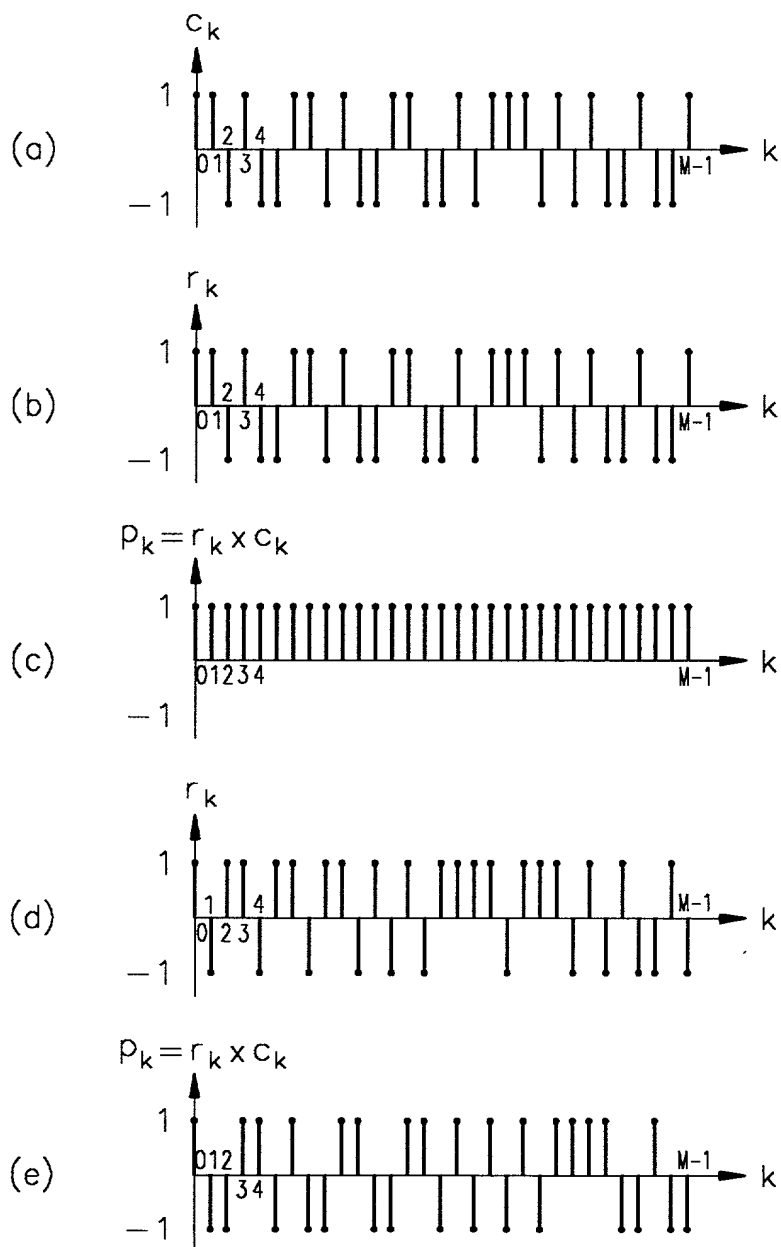 c_k
1
2 4
(a)
0 1 3 M-1 k
-1
r_k
1
2 4
(b)
0 1 3 M-1 k
-1
p_k = r_k x c_k
1
(c)
0 1 2 3 4 M-1 k
-1
r_k
1
1 4 M-1
(d)
0 2 3 k
-1
p_k = r_k x c_k
1
0 1 2 M-1
(e)
3 4 k
-1